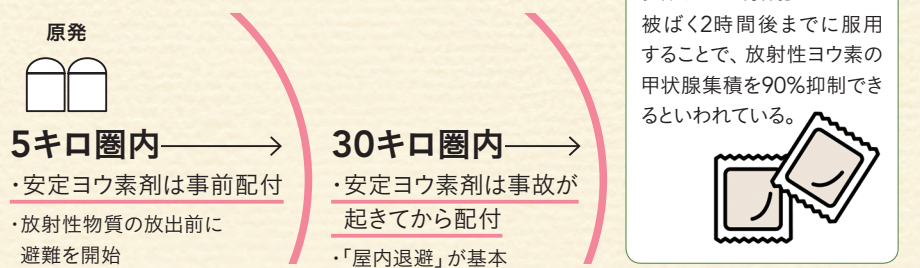 原発
5キロ圏内
・安定ヨウ素剤は事前配付
・放射性物質の放出前に
避難を開始
30キロ圏内
・安定ヨウ素剤は事故が
起きてから配付
・「屋内退避」が基本
被ばく2時間後までに服用
することで、放射性ヨウ素の
甲状腺集積を90%抑制でき
るといわれている。